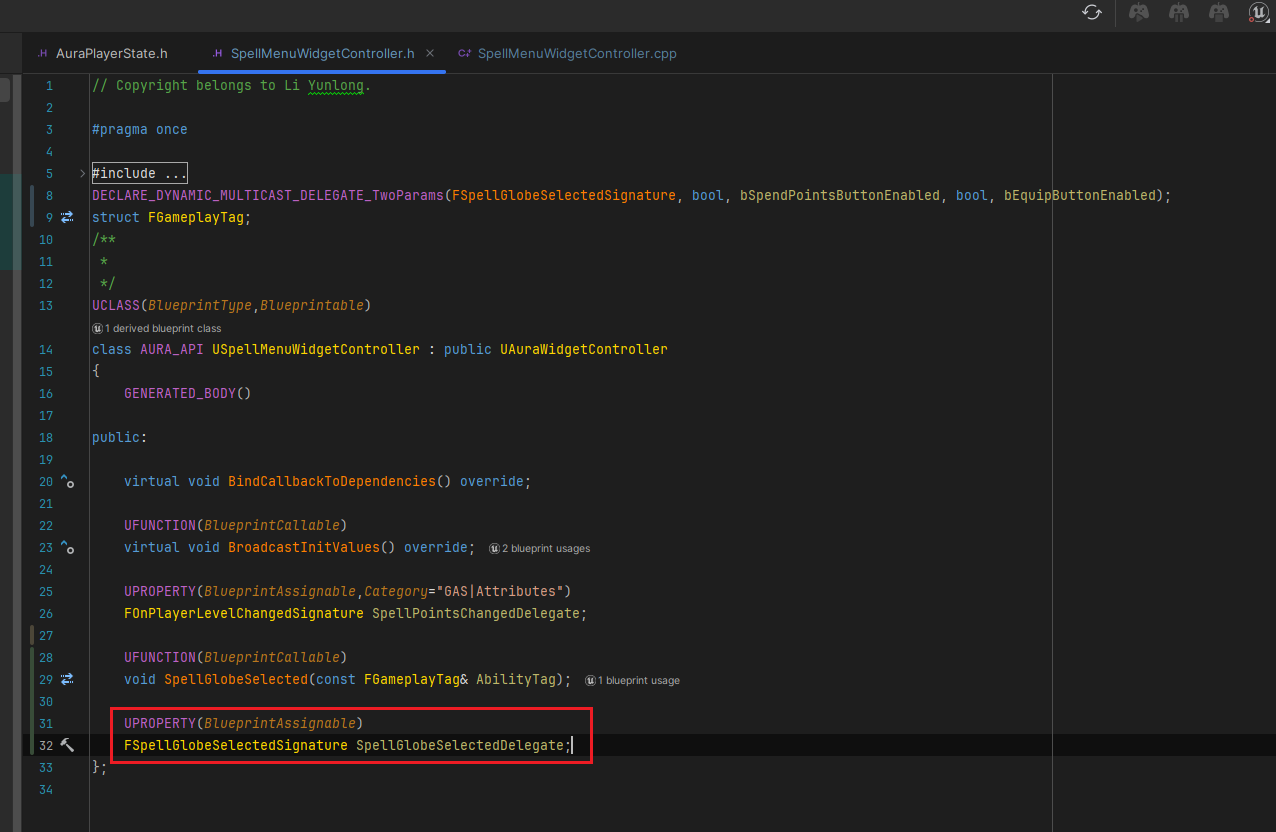 AuraPlayerState.h
SpellMenuWidgetController.h
SpellMenuWidgetController.cpp
1 // Copyright belongs to Li Yunlong.
2
3 #pragma once
4
5 #include ...
8 DECLARE_DYNAMIC_MULTICAST_DELEGATE_TwoParams(FSpellGlobeSelectedSignature, bool, bSpendPointsButtonEnabled, bool, bEquipButtonEnabled);
9 struct FGameplayTag;
10 /**
11 *
12 */
13 UCLASS(BlueprintType,Blueprintable)
1 derived blueprint class
14 class AURA_API USpellMenuWidgetController : public UAuraWidgetController
15 {
16 GENERATED_BODY()
17
18 public:
19
20 virtual void BindCallbackToDependencies() override;
21
22 UFUNCTION(BlueprintCallable)
23 virtual void BroadcastInitValues() override; 2 blueprint usages
24
25 UPROPERTY(BlueprintAssignable,Category="GAS|Attributes")
26 FOnPlayerLevelChangedSignature SpellPointsChangedDelegate;
27
28 UFUNCTION(BlueprintCallable)
29 void SpellGlobeSelected(const FGameplayTag& AbilityTag); 1 blueprint usage
30
31 UPROPERTY(BlueprintAssignable)
32 FSpellGlobeSelectedSignature SpellGlobeSelectedDelegate;
33 };
34